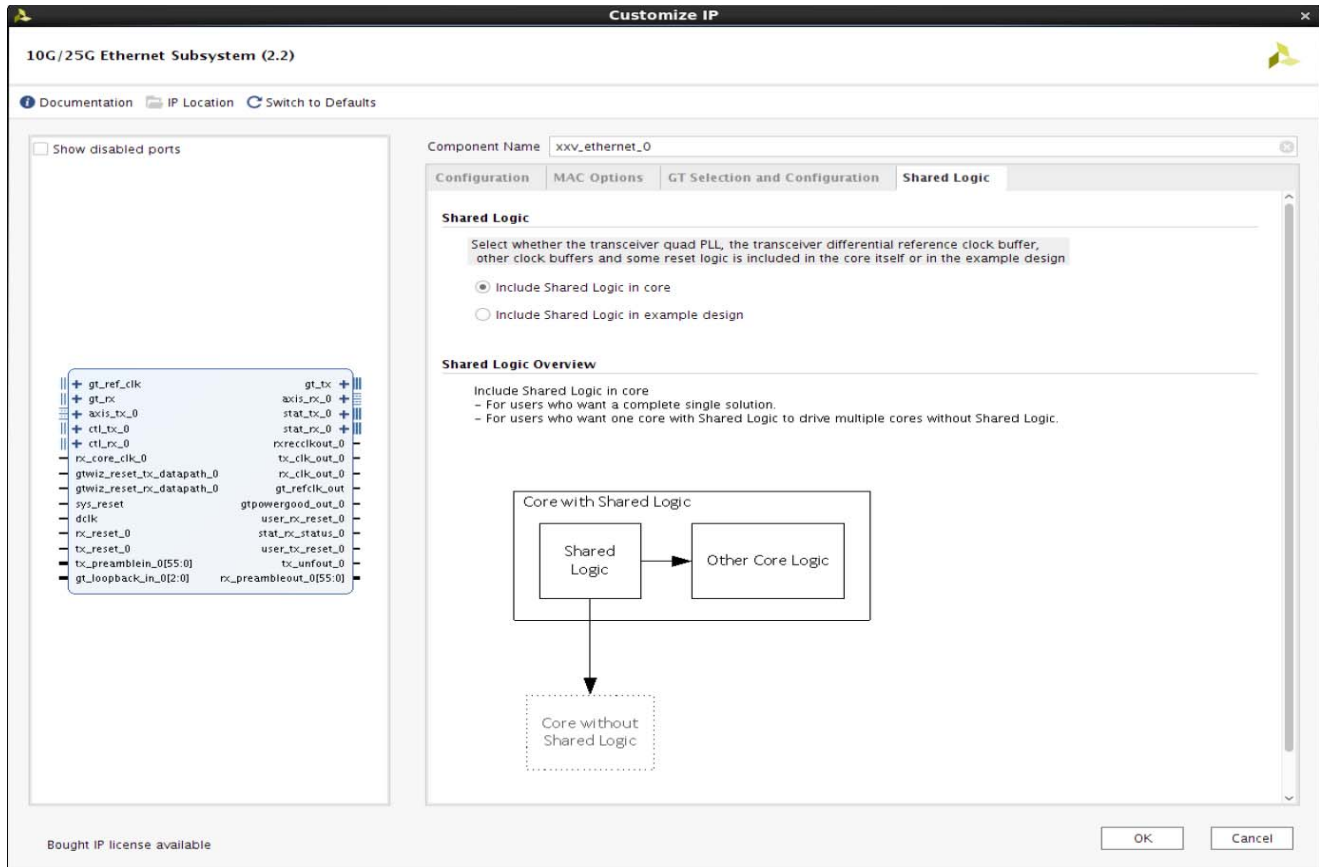 Customize IP
10G/25G Ethernet Subsystem (2.2)
Documentation IP Location Switch to Defaults
Show disabled ports
gt_ref_clk gt_tx
gt_rx axis_rx_0
axis_tx_0 stat_tx_0
ctl_tx_0 stat_rx_0
ctl_rx_0 rxrecclkout_0
rx_core_clk_0 tx_clk_out_0
gtwiz_reset_tx_datapath_0 rx_clk_out_0
gtwiz_reset_rx_datapath_0 gt_refclk_out
sys_reset gtpowergood_out_0
dclk user_rx_reset_0
rx_reset_0 stat_rx_status_0
tx_reset_0 user_tx_reset_0
tx_preamblein_0[55:0] tx_unfout_0
gt_loopback_in_0[2:0] rx_preambleout_0[55:0]
Component Name xxv_ethernet_0
Configuration MAC Options GT Selection and Configuration Shared Logic
Shared Logic
Select whether the transceiver quad PLL, the transceiver differential reference clock buffer,
other clock buffers and some reset logic is included in the core itself or in the example design
Include Shared Logic in core
Include Shared Logic in example design
Shared Logic Overview
Include Shared Logic in core
- For users who want a complete single solution.
- For users who want one core with Shared Logic to drive multiple cores without Shared Logic.
Core with Shared Logic
Shared
Logic
Other Core Logic
Core without
Shared Logic
Bought IP license available
OK Cancel